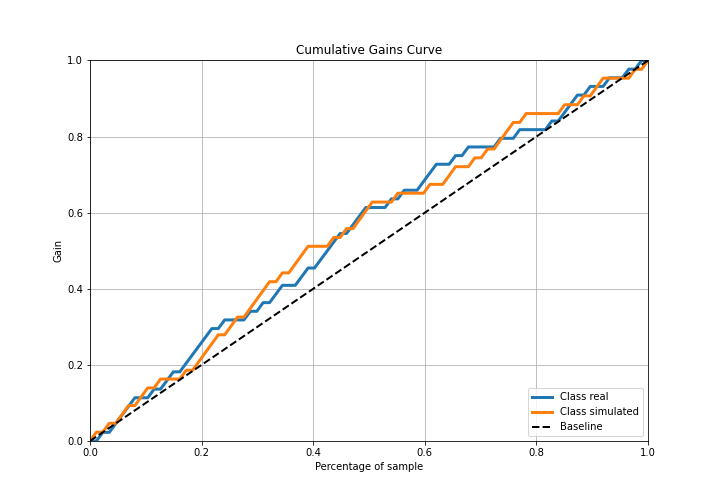 Cumulative Gains Curve
1.0
0.8
0.6
0.4
0.2
0.0
Gain
0.0 0.2 0.4 0.6 0.8 1.0
Percentage of sample
Class real
Class simulated
Baseline